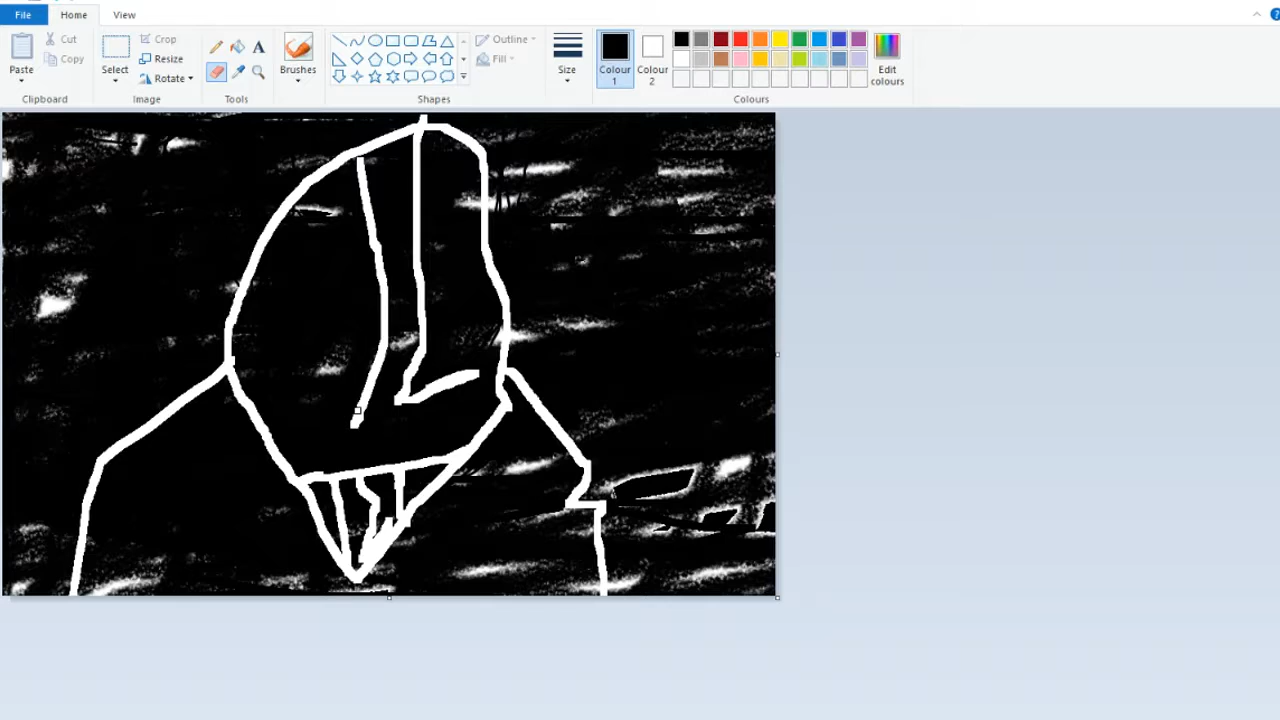 File Home View
Paste Cut Copy
Clipboard
Select Crop Resize Rotate
Image
A
Tools
Brushes
Outline Fill
Shapes
Size
Colour 1
Colour 2
Edit colours
Colours